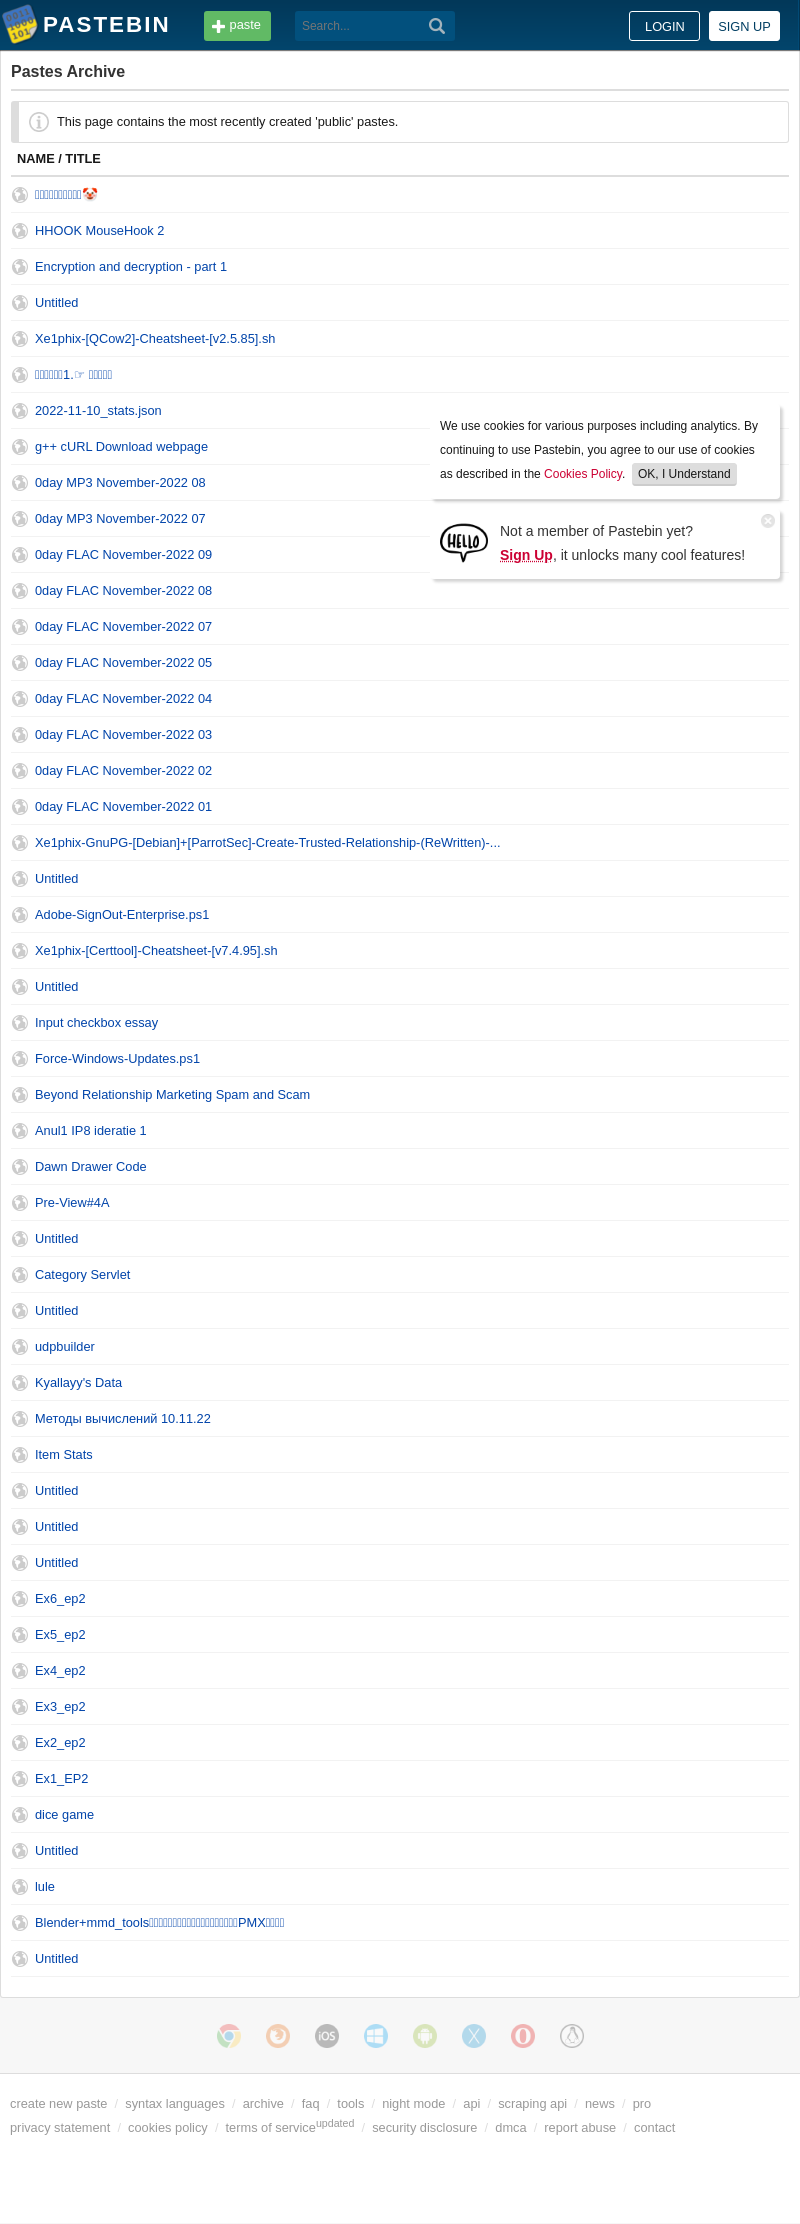 PASTEBIN
paste
Search...
LOGIN
SIGN UP
Pastes Archive
This page contains the most recently created 'public' pastes.
NAME / TITLE
🤡
HHOOK MouseHook 2
Encryption and decryption - part 1
Untitled
Xe1phix-[QCow2]-Cheatsheet-[v2.5.85].sh
1.☞
2022-11-10_stats.json
g++ cURL Download webpage
0day MP3 November-2022 08
0day MP3 November-2022 07
0day FLAC November-2022 09
0day FLAC November-2022 08
We use cookies for various purposes including analytics. By
continuing to use Pastebin, you agree to our use of cookies
as described in the Cookies Policy. OK, I Understand
HELLO
Not a member of Pastebin yet?
Sign Up, it unlocks many cool features!
0day FLAC November-2022 07
0day FLAC November-2022 05
0day FLAC November-2022 04
0day FLAC November-2022 03
0day FLAC November-2022 02
0day FLAC November-2022 01
Xe1phix-GnuPG-[Debian]+[ParrotSec]-Create-Trusted-Relationship-(ReWritten)-...
Untitled
Adobe-SignOut-Enterprise.ps1
Xe1phix-[Certtool]-Cheatsheet-[v7.4.95].sh
Untitled
Input checkbox essay
Force-Windows-Updates.ps1
Beyond Relationship Marketing Spam and Scam
Anul1 IP8 ideratie 1
Dawn Drawer Code
Pre-View#4A
Untitled
Category Servlet
Untitled
udpbuilder
Kyallayy's Data
Методы вычислений 10.11.22
Item Stats
Untitled
Untitled
Untitled
Ex6_ep2
Ex5_ep2
Ex4_ep2
Ex3_ep2
Ex2_ep2
Ex1_EP2
dice game
Untitled
lule
Blender+mmd_tools PMX
Untitled
iOS
create new paste / syntax languages / archive / faq / tools / night mode / api / scraping api / news / pro
privacy statement / cookies policy / terms of service updated / security disclosure / dmca / report abuse / contact